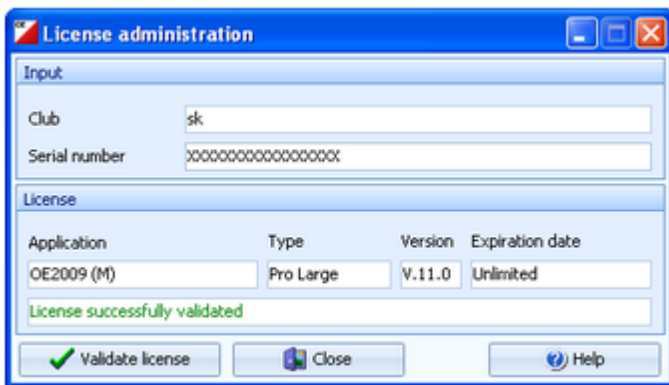 OE
License administration
Input
Club sk
Serial number XXXXXXXXXXXXXXXXX
License
Application Type Version Expiration date
OE2009 (M) Pro Large V.11.0 Unlimited
License successfully validated
Validate license Close Help